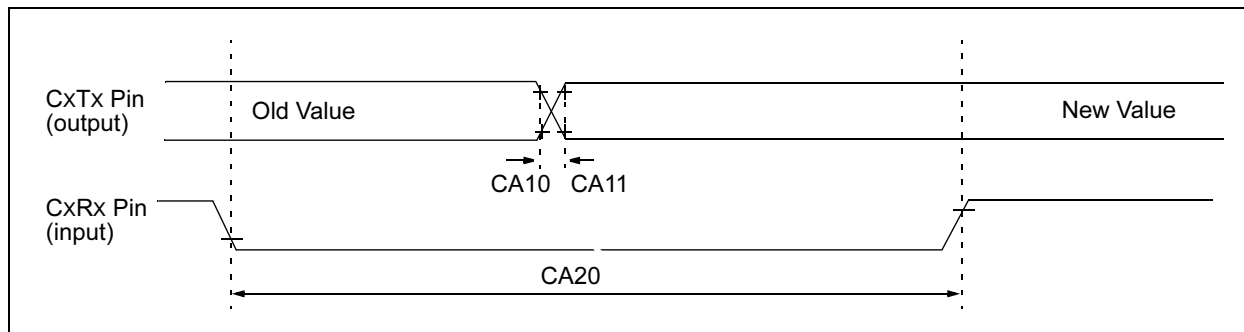 CxTx Pin
(output)
Old Value
New Value
CA10 CA11
CxRx Pin
(input)
CA20